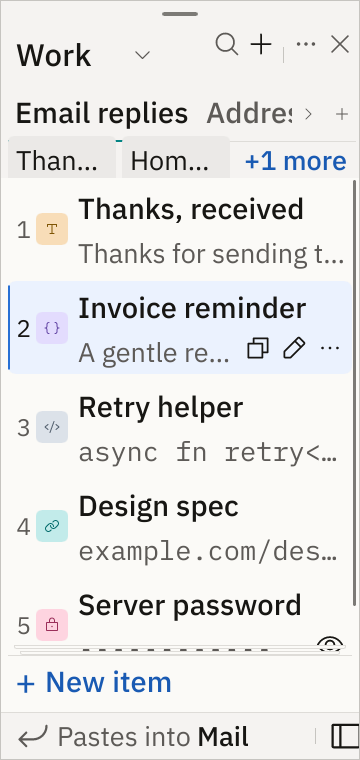 Work
Email replies Addres
Than... Hom... +1 more
1 T Thanks, received
Thanks for sending t...
2 {} Invoice reminder
A gentle re...
3 </> Retry helper
async fn retry<...
4 Design spec
example.com/des...
5 Server password
+ New item
Pastes into Mail